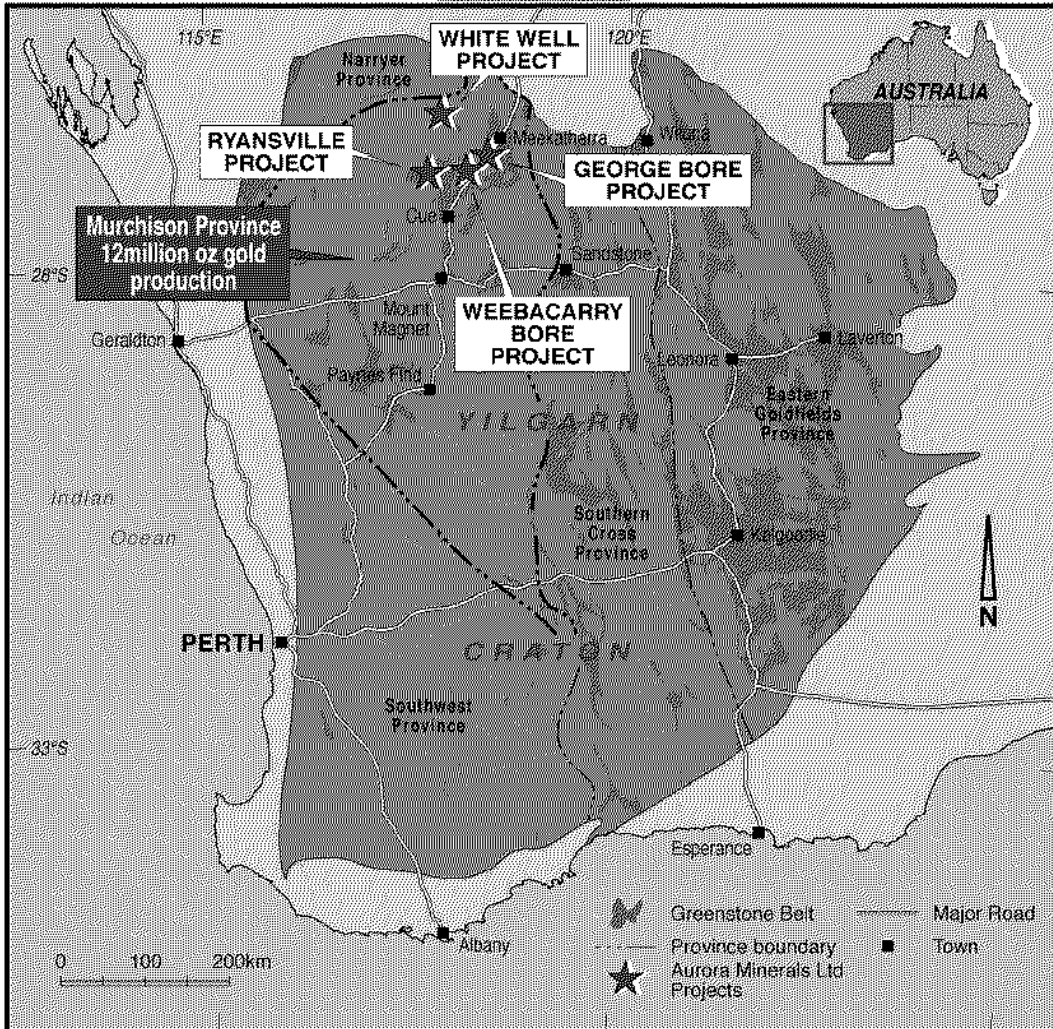 115°E
120°E
WHITE WELL
PROJECT
Narryer
Province
AUSTRALIA
RYANSVILLE
PROJECT
Meekatherra
Wiluna
GEORGE BORE
PROJECT
Cue
Murchison Province
12million oz gold
production
Sandstone
28°S
Mount
Magnet
WEEBACARRY
BORE
PROJECT
Geraldton
Laverton
Leonora
Paynes Find
Eastern
Goldfields
Province
YILGARN
Indian
Ocean
Southern
Cross
Province
Kalgoorlie
N
PERTH
CRATON
Southwest
Province
33°S
Esperance
Albany
Greenstone Belt
Major Road
Province boundary
Town
Aurora Minerals Ltd
Projects
0 100 200km